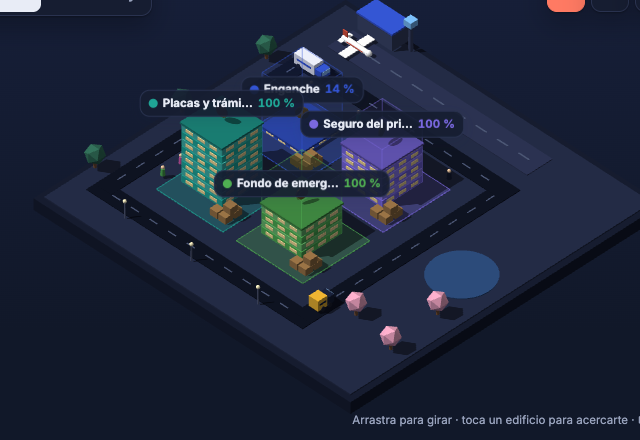 Enganche 14 %
Placas y trámi... 100 %
Seguro del pri... 100 %
Fondo de emerg... 100 %
Arrastra para girar · toca un edificio para acercarte ·